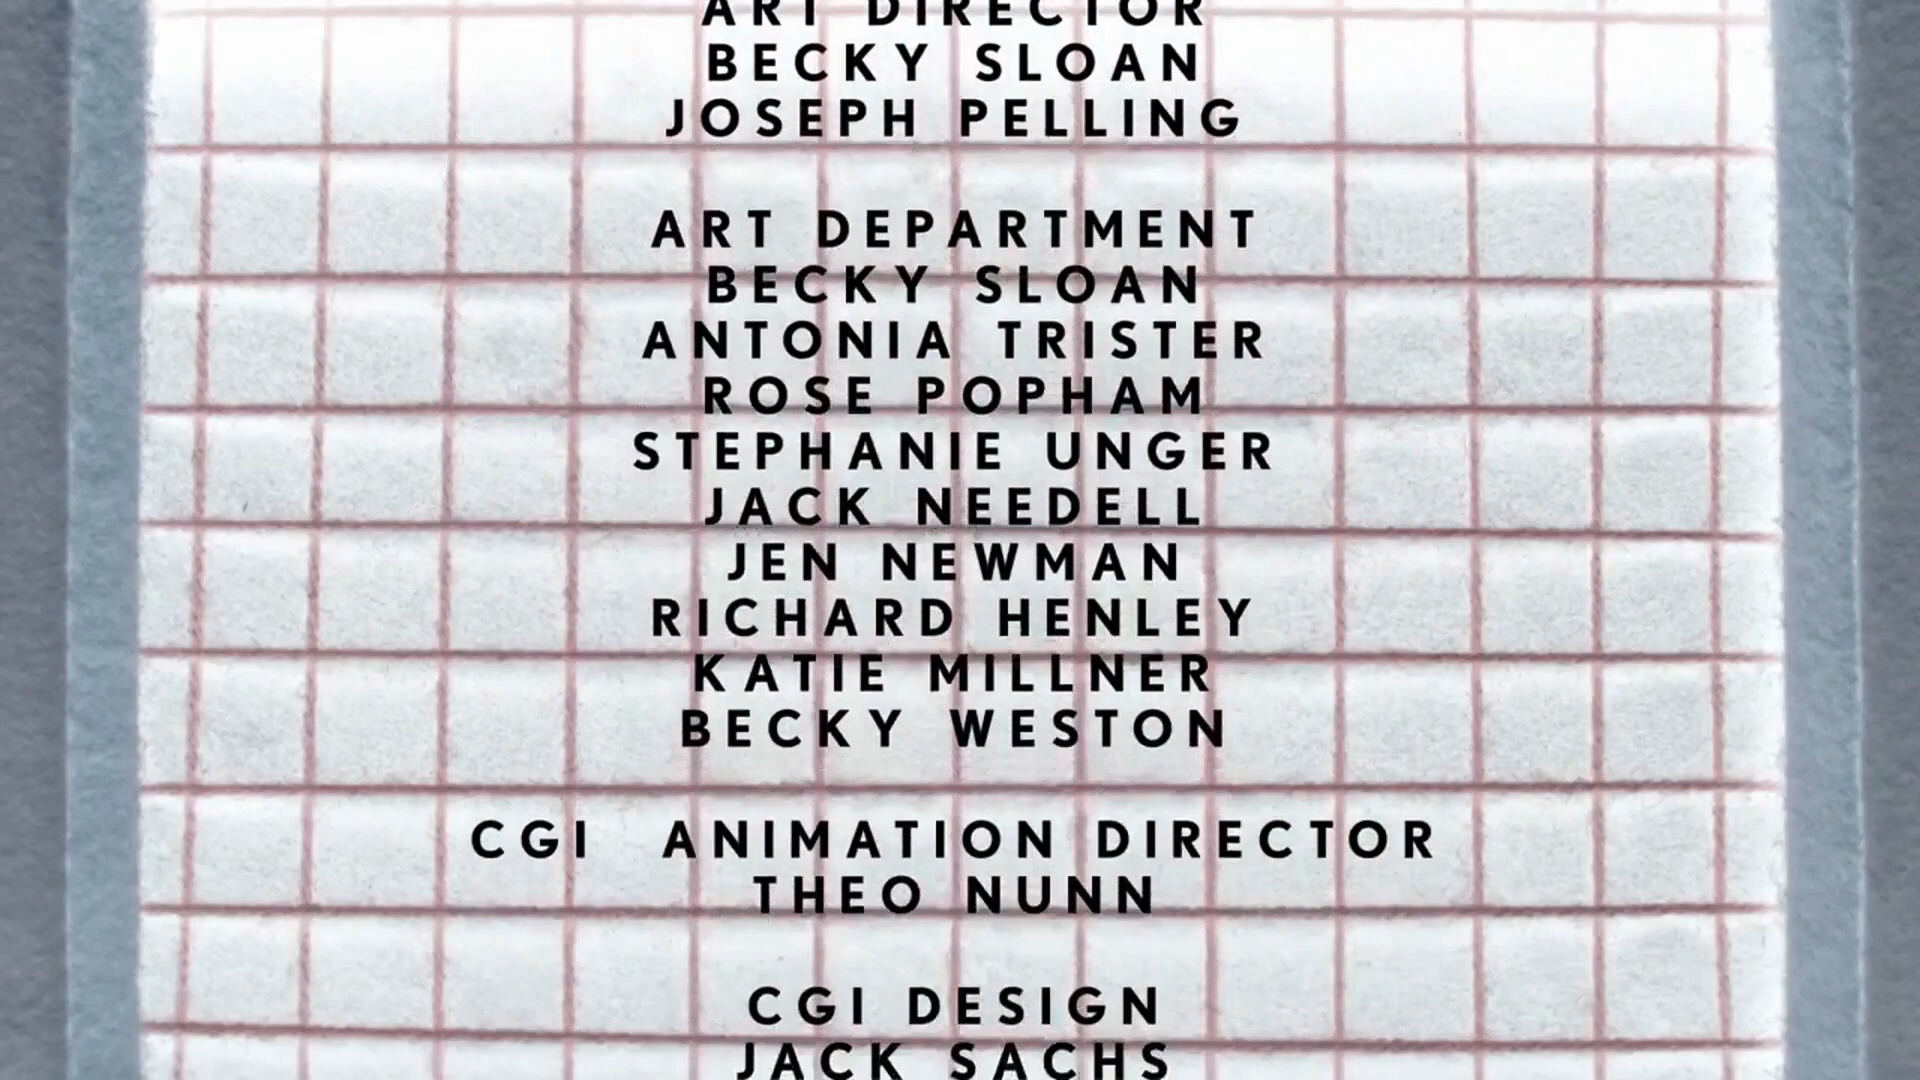 ART DIRECTOR
BECKY SLOAN
JOSEPH PELLING
ART DEPARTMENT
BECKY SLOAN
ANTONIA TRISTER
ROSE POPHAM
STEPHANIE UNGER
JACK NEEDELL
JEN NEWMAN
RICHARD HENLEY
KATIE MILLNER
BECKY WESTON
CGI ANIMATION DIRECTOR
THEO NUNN
CGI DESIGN
JACK SACHS